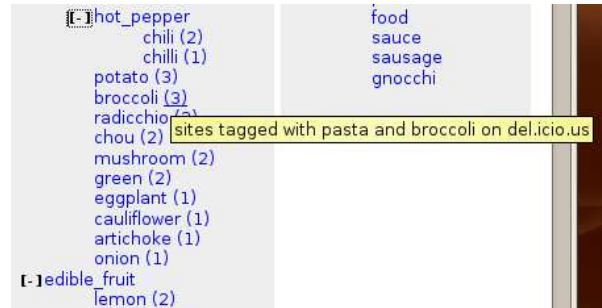 [-]hot_pepper
chili (2)
chilli (1)
potato (3)
broccoli (3)
radicchio
sites tagged with pasta and broccoli on del.icio.us
chou (2)
mushroom (2)
green (2)
eggplant (1)
cauliflower (1)
artichoke (1)
onion (1)
[-]edible_fruit
lemon (2)
food
sauce
sausage
gnocchi